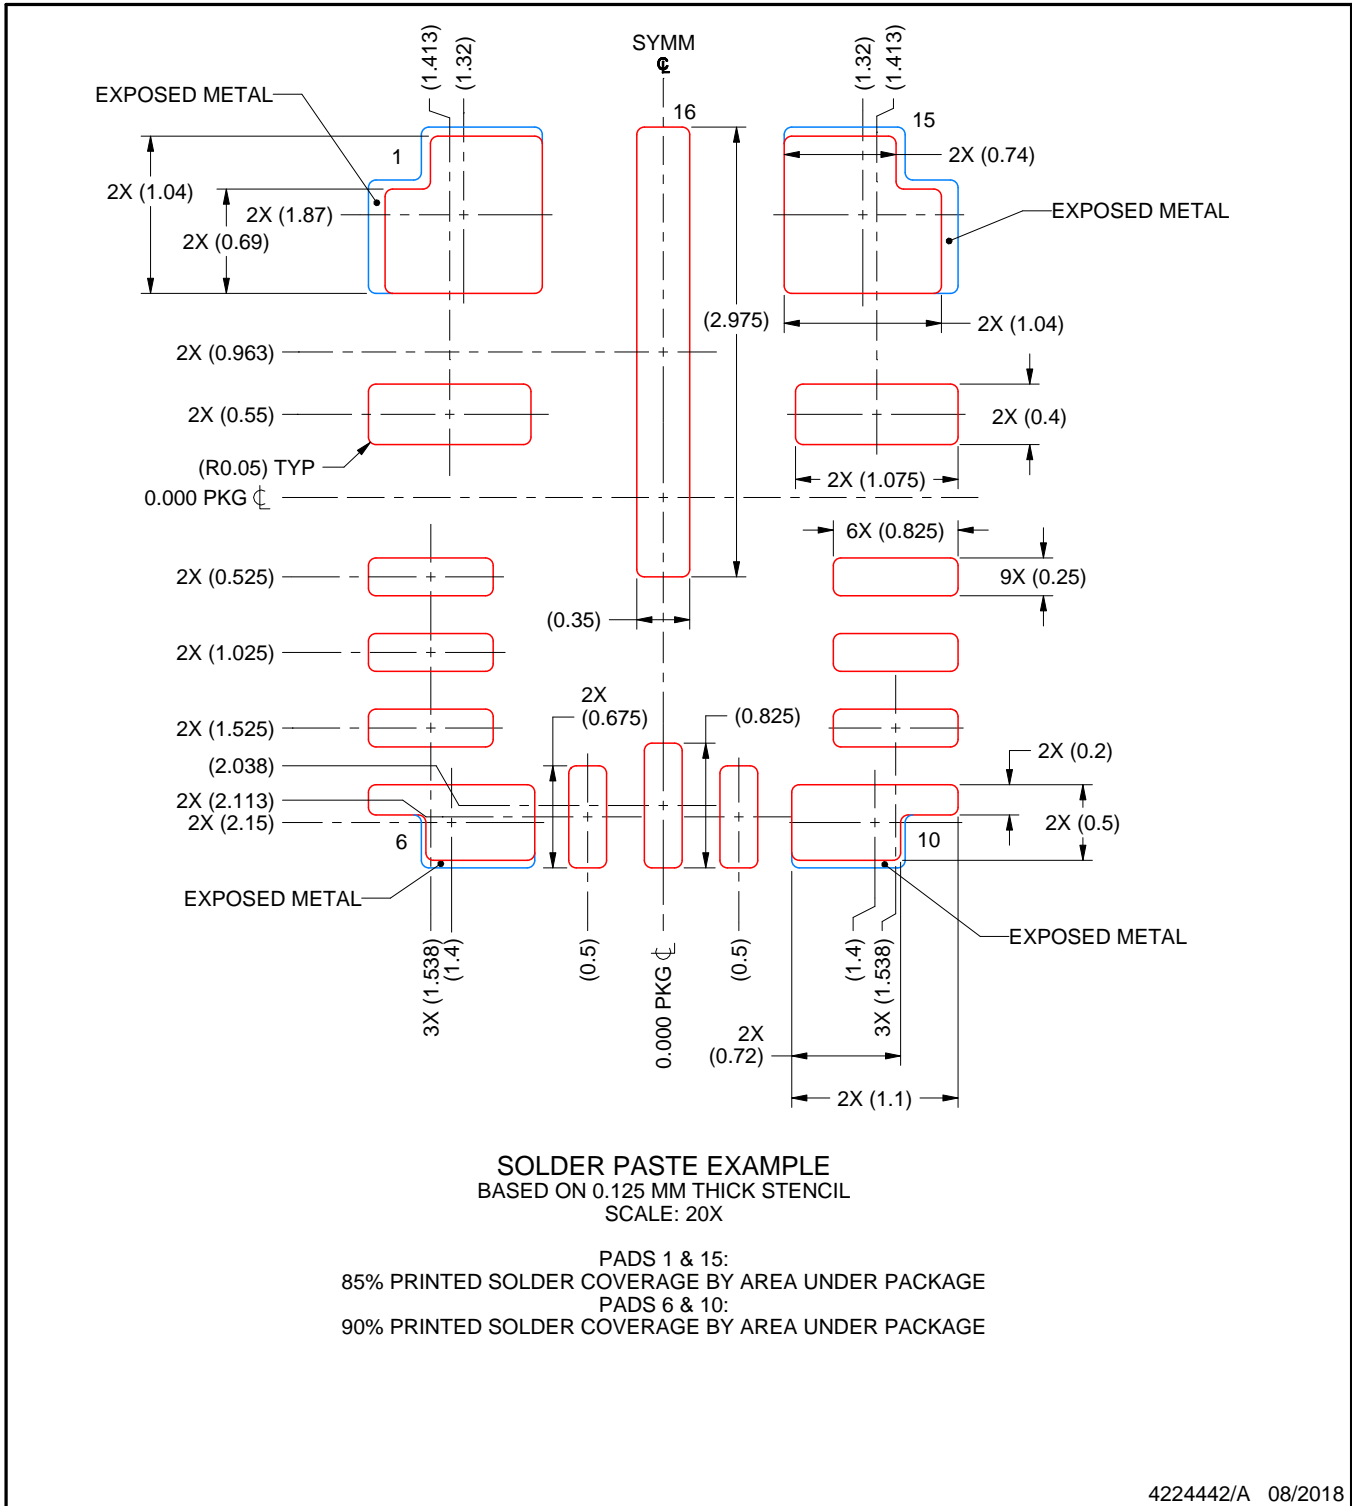 (1.413)
(1.32)
SYMM
℄
(1.32)
(1.413)
EXPOSED METAL
16
15
1
2X (0.74)
2X (1.04)
2X (1.87)
EXPOSED METAL
2X (0.69)
(2.975)
2X (1.04)
2X (0.963)
2X (0.55)
2X (0.4)
(R0.05) TYP
2X (1.075)
0.000 PKG ℄
6X (0.825)
2X (0.525)
9X (0.25)
(0.35)
2X (1.025)
2X
(0.675)
(0.825)
2X (1.525)
2X (0.2)
(2.038)
2X (2.113)
2X (2.15)
2X (0.5)
6
10
EXPOSED METAL
EXPOSED METAL
3X (1.538)
(1.4)
(0.5)
0.000 PKG ℄
(0.5)
(1.4)
3X (1.538)
2X
(0.72)
2X (1.1)
SOLDER PASTE EXAMPLE
BASED ON 0.125 MM THICK STENCIL
SCALE: 20X
PADS 1 & 15:
85% PRINTED SOLDER COVERAGE BY AREA UNDER PACKAGE
PADS 6 & 10:
90% PRINTED SOLDER COVERAGE BY AREA UNDER PACKAGE
4224442/A 08/2018